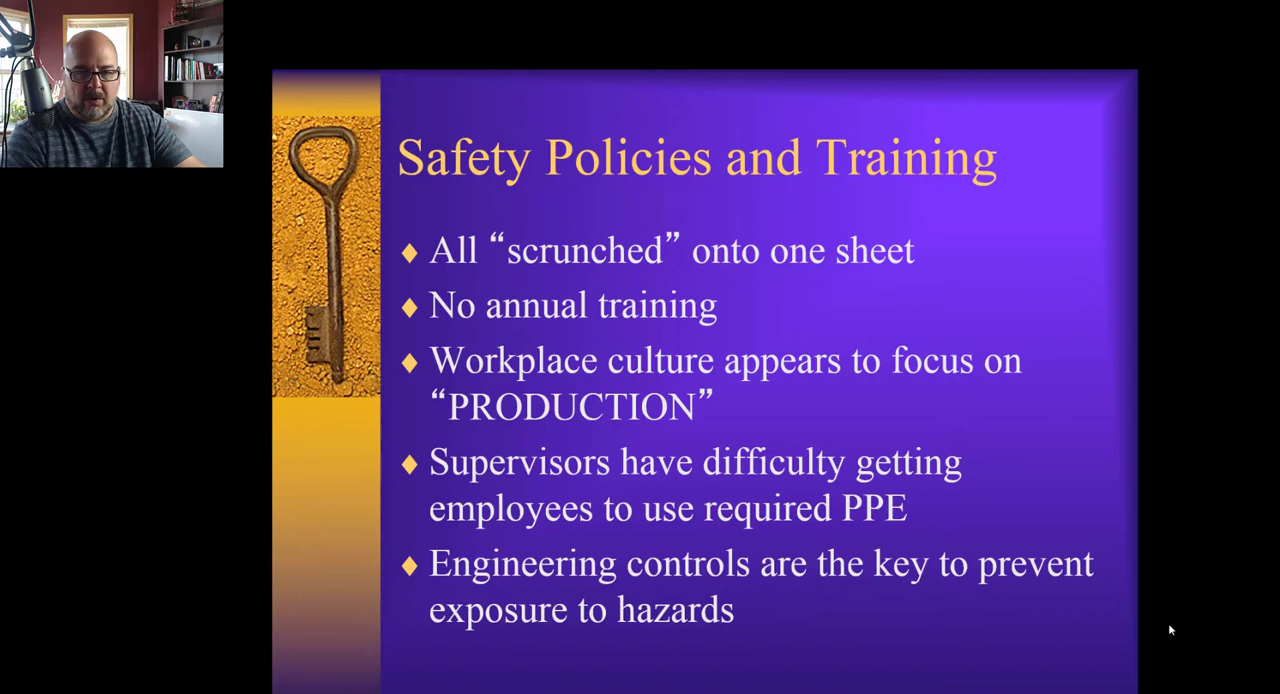 Safety Policies and Training
All “scrunched” onto one sheet
No annual training
Workplace culture appears to focus on
“PRODUCTION”
Supervisors have difficulty getting
employees to use required PPE
Engineering controls are the key to prevent
exposure to hazards